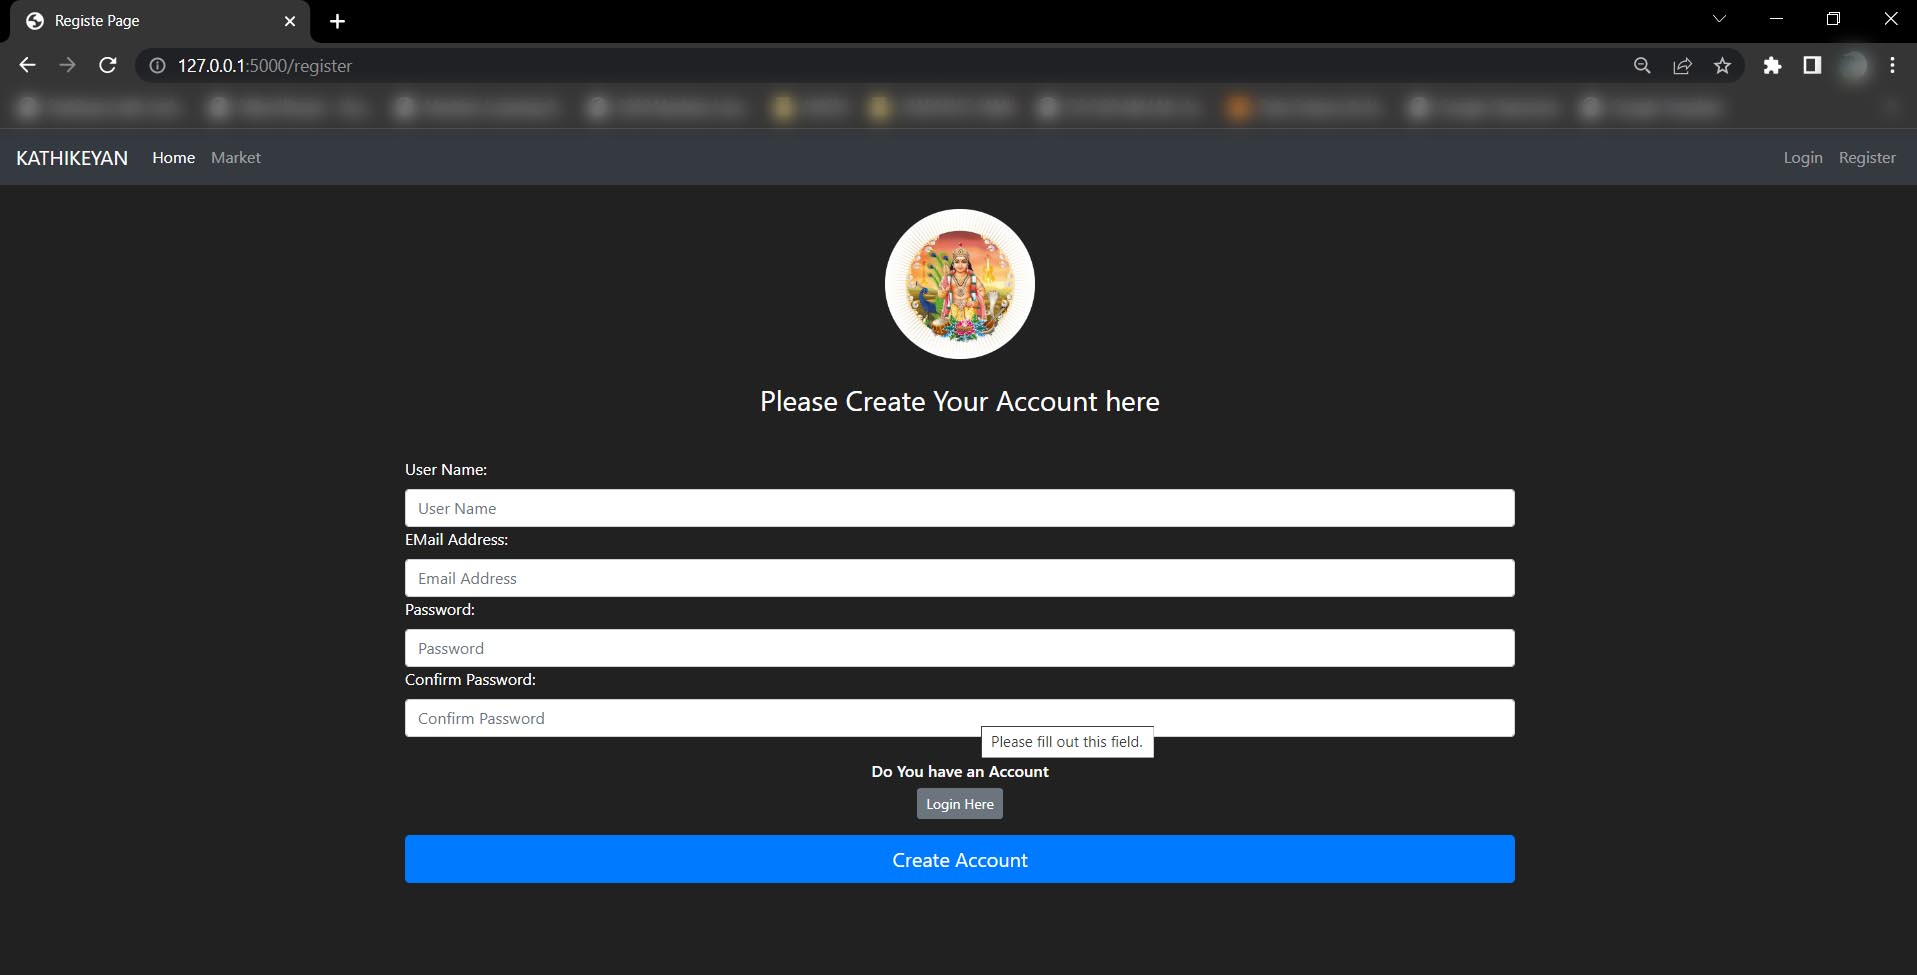 Registe Page
127.0.0.1:5000/register
KATHIKEYAN Home Market Login Register
Please Create Your Account here
User Name:
User Name
EMail Address:
Email Address
Password:
Password
Confirm Password:
Confirm Password
Please fill out this field.
Do You have an Account
Login Here
Create Account